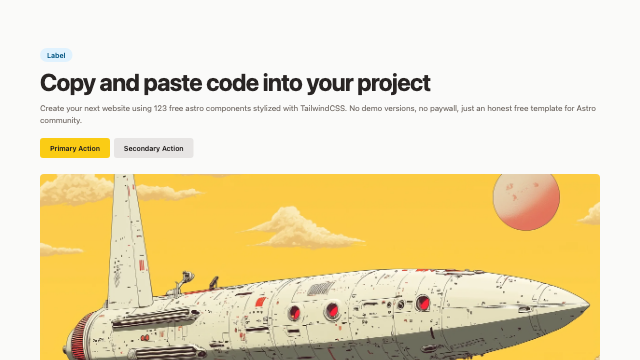 Label
Copy and paste code into your project
Create your next website using 123 free astro components stylized with TailwindCSS. No demo versions, no paywall, just an honest free template for Astro
community.
Primary Action
Secondary Action